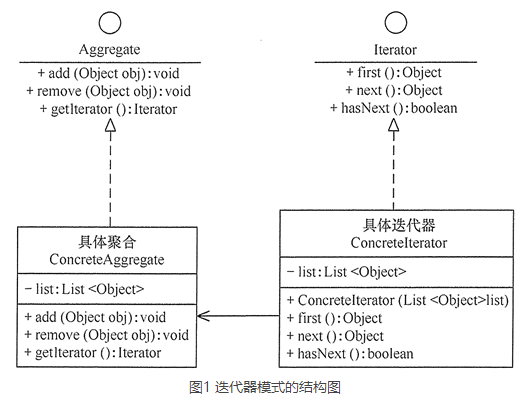 Aggregate
+ add (Object obj) : void
+ remove (Object obj) : void
+ getIterator () : Iterator
Iterator
+ first () : Object
+ next () : Object
+ hasNext () : boolean
具体聚合
ConcreteAggregate
- list : List <Object>
+ add (Object obj) : void
+ remove (Object obj) : void
+ getIterator () : Iterator
具体迭代器
ConcreteIterator
- list : List <Object>
+ ConcreteIterator (List <Object>list)
+ first () : Object
+ next () : Object
+ hasNext () : boolean
图1 迭代器模式的结构图